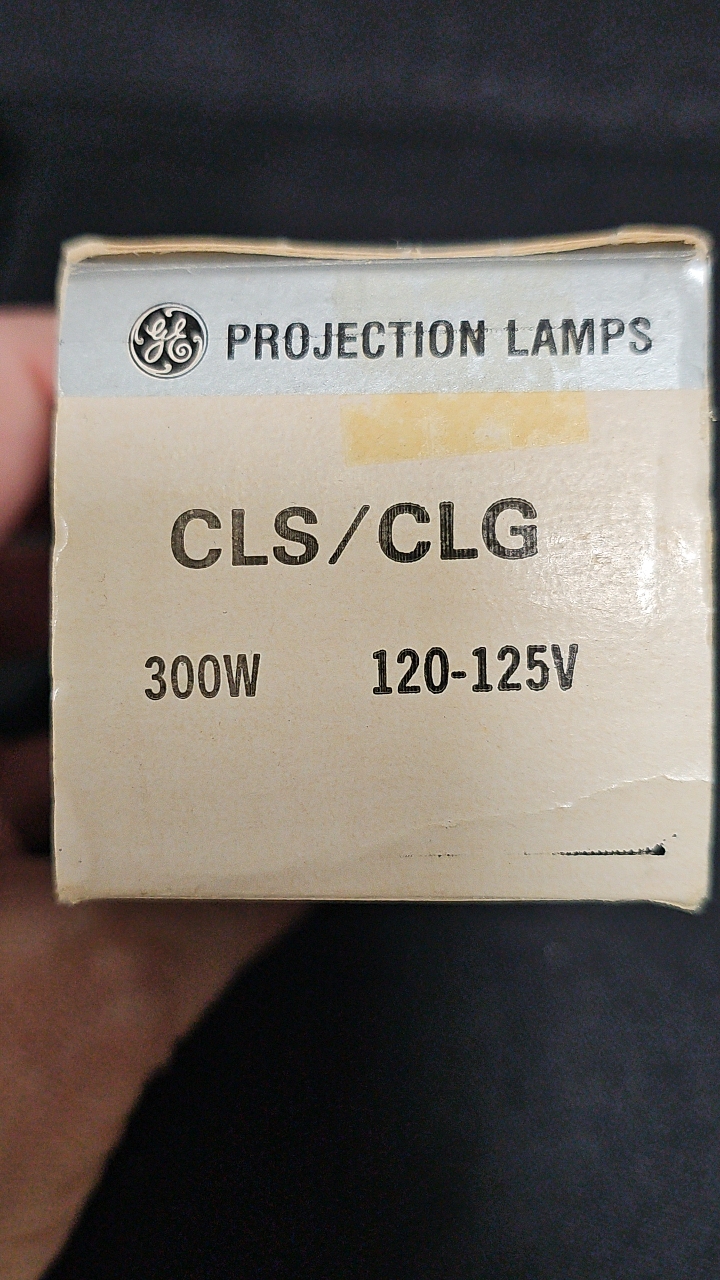 GE PROJECTION LAMPS
CLS/CLG
300W 120-125V